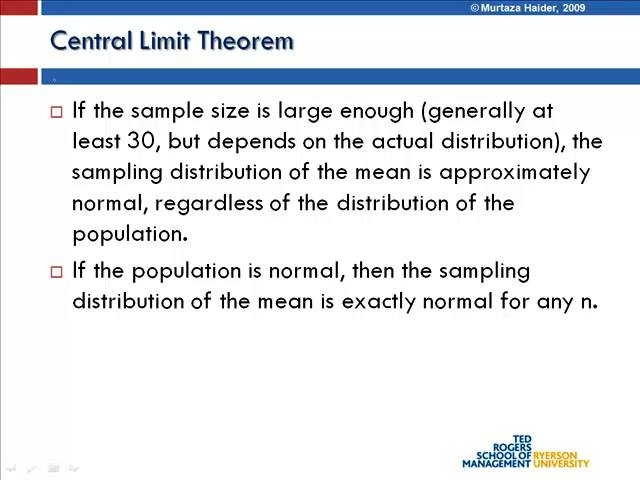 © Murtaza Haider, 2009
Central Limit Theorem
If the sample size is large enough (generally at
least 30, but depends on the actual distribution), the
sampling distribution of the mean is approximately
normal, regardless of the distribution of the
population.
If the population is normal, then the sampling
distribution of the mean is exactly normal for any n.
TED
ROGERS
SCHOOL OF RYERSON
MANAGEMENT UNIVERSITY